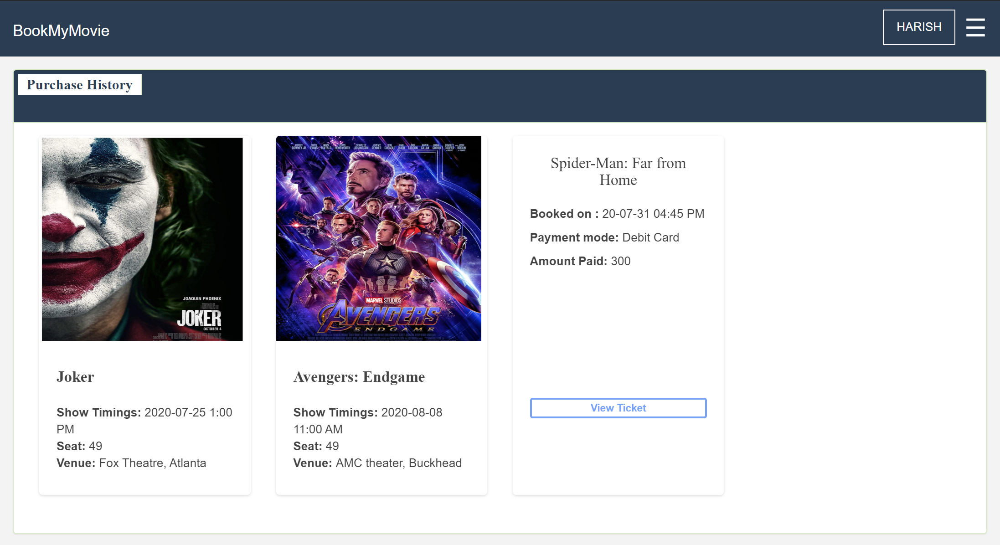 BookMyMovie
HARISH
Purchase History
JOAQUIN PHOENIX
JOKER
OCTOBER 4
Joker
Show Timings: 2020-07-25 1:00
PM
Seat: 49
Venue: Fox Theatre, Atlanta
ROBERT DOWNEY JR. CHRIS EVANS MARK RUFFALO CHRIS HEMSWORTH SCARLETT JOHANSSON JEREMY RENNER DON CHEADLE PAUL RUDD BRIE LARSON KAREN GILLAN DANAI GURIRA BRADLEY COOPER JOSH BROLIN
MARVEL STUDIOS
AVENGERS
ENDGAME
Avengers: Endgame
Show Timings: 2020-08-08
11:00 AM
Seat: 49
Venue: AMC theater, Buckhead
Spider-Man: Far from
Home
Booked on : 20-07-31 04:45 PM
Payment mode: Debit Card
Amount Paid: 300
View Ticket